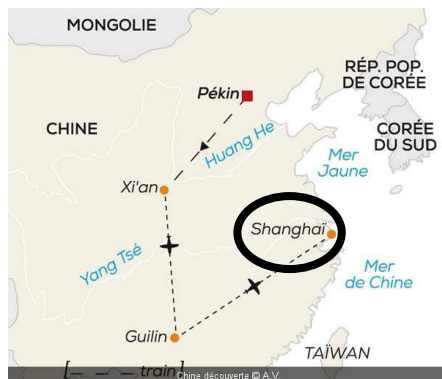 MONGOLIE
RÉP. POP.
DE CORÉE
Pékin
CHINE
Huang He
CORÉE
DU SUD
Mer
Jaune
Xi'an
Shanghaï
Yang Tsé
Mer
de Chine
Guilin
TAÏWAN
[--- train]
Chine découverte © A.V